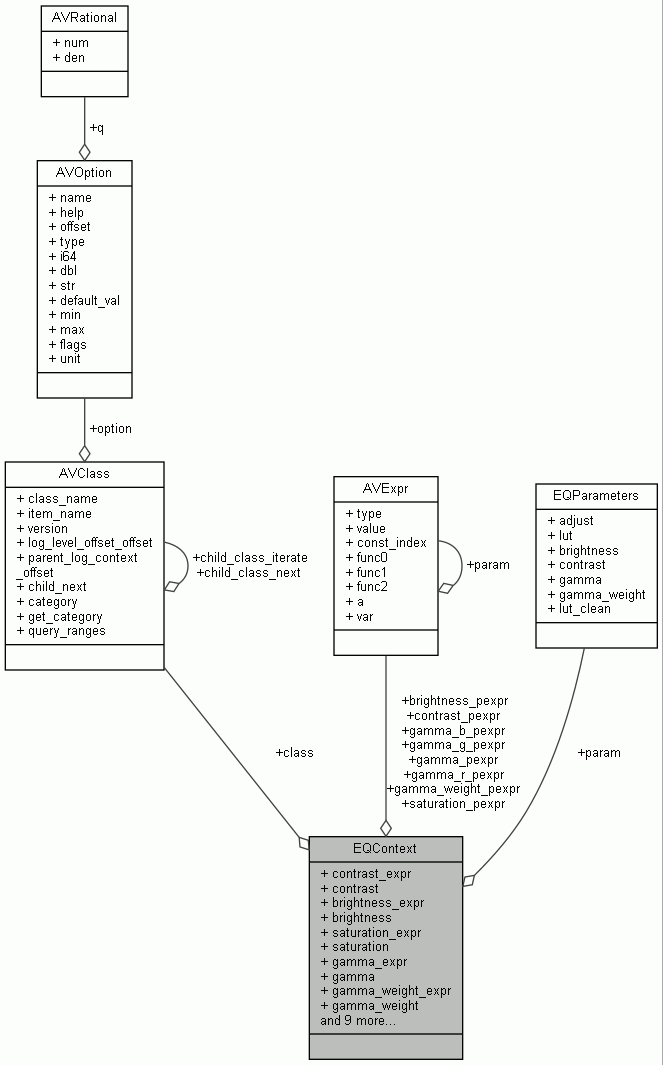 AVRational
+ num
+ den
+q
AVOption
+ name
+ help
+ offset
+ type
+ i64
+ dbl
+ str
+ default_val
+ min
+ max
+ flags
+ unit
+option
AVClass
+ class_name
+ item_name
+ version
+ log_level_offset_offset
+ parent_log_context
_offset
+ child_next
+ category
+ get_category
+ query_ranges
+child_class_iterate
+child_class_next
AVExpr
+ type
+ value
+ const_index
+ func0
+ func1
+ func2
+ a
+ var
+param
EQParameters
+ adjust
+ lut
+ brightness
+ contrast
+ gamma
+ gamma_weight
+ lut_clean
+class
+brightness_pexpr
+contrast_pexpr
+gamma_b_pexpr
+gamma_g_pexpr
+gamma_pexpr
+gamma_r_pexpr
+gamma_weight_pexpr
+saturation_pexpr
+param
EQContext
+ contrast_expr
+ contrast
+ brightness_expr
+ brightness
+ saturation_expr
+ saturation
+ gamma_expr
+ gamma
+ gamma_weight_expr
+ gamma_weight
and 9 more...